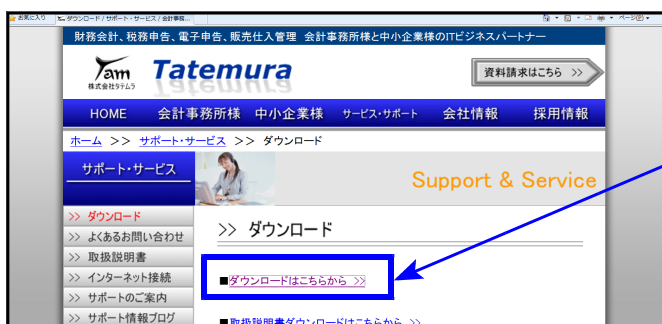 お気に入り ダウンロード / サポート・サービス / 会計事務... ページ(P)
財務会計、税務申告、電子申告、販売仕入管理 会計事務所様と中小企業様のITビジネスパートナー
Tam 株式会社タテムラ Tatemura 資料請求はこちら >>
HOME 会計事務所様 中小企業様 サービス・サポート 会社情報 採用情報
ホーム >> サポート・サービス >> ダウンロード
サポート・サービス
Support & Service
>> ダウンロード
>> よくあるお問い合わせ
>> 取扱説明書
>> インターネット接続
>> サポートのご案内
>> サポート情報ブログ
>> ダウンロード
■ダウンロードはこちらから >>
■取扱説明書ダウンロードはこちらから >>